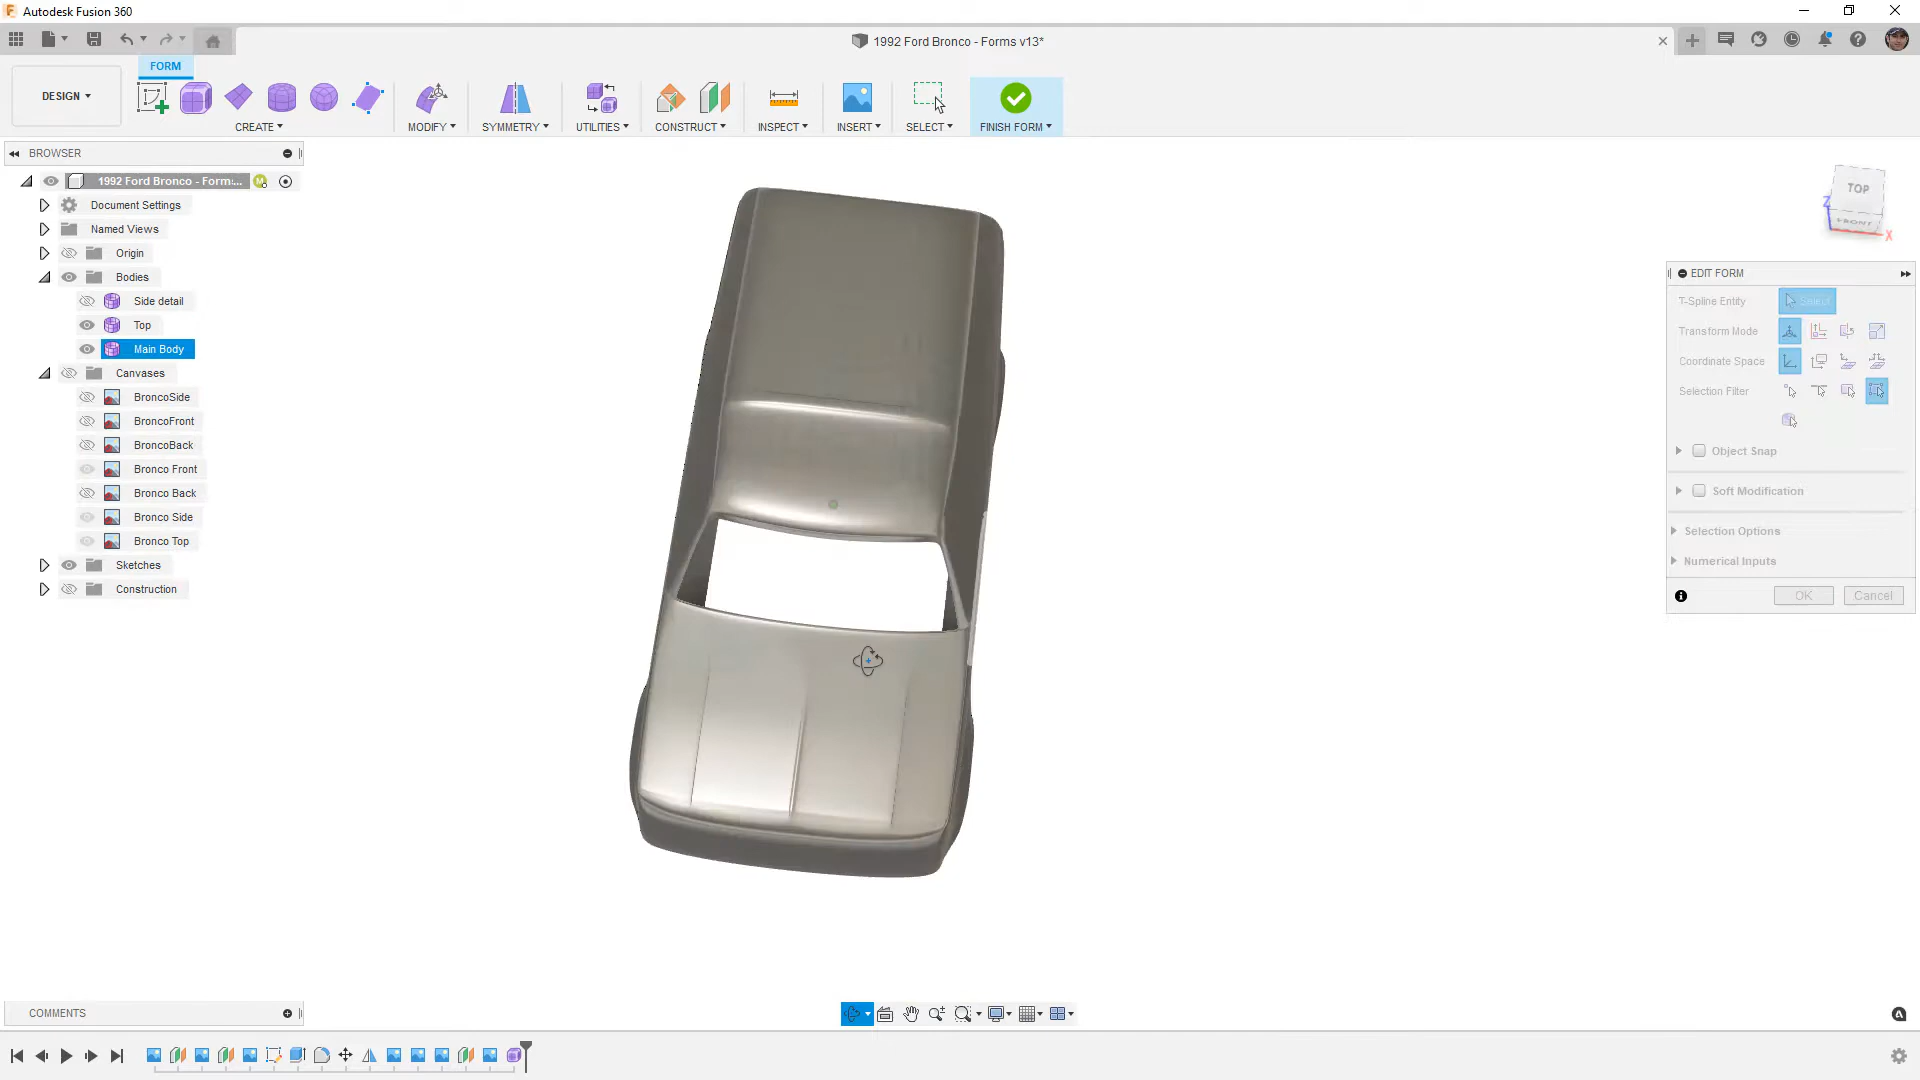 Autodesk Fusion 360
1992 Ford Bronco - Forms v13*
FORM
DESIGN
CREATE
MODIFY
SYMMETRY
UTILITIES
CONSTRUCT
INSPECT
INSERT
SELECT
FINISH FORM
BROWSER
1992 Ford Bronco - Form:...
Document Settings
Named Views
Origin
Bodies
Side detail
Top
Main Body
Canvases
BroncoSide
BroncoFront
BroncoBack
Bronco Front
Bronco Back
Bronco Side
Bronco Top
Sketches
Construction
TOP
FRONT
Z
X
EDIT FORM
T-Spline Entity
Select
Transform Mode
Coordinate Space
Selection Filter
Object Snap
Soft Modification
Selection Options
Numerical Inputs
OK
Cancel
COMMENTS